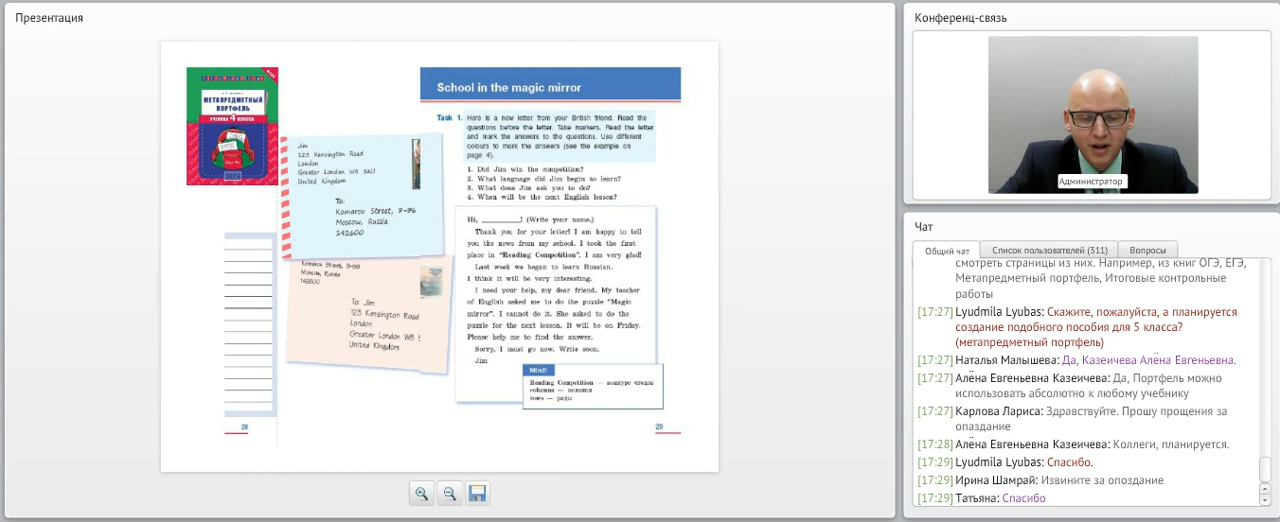 Презентация
МЕТАПРЕДМЕТНЫЙ
ПОРТФЕЛЬ
УЧЕНИКА 4 КЛАССА
Jim
123 Kensington Road
London
Greater London W8 5NU
United Kingdom
To:
Komarov Street, 9-96
Moscow, Russia
142600
Komarov Street, 9-96
Moscow, Russia
142600
To Jim
123 Kensington Road
London
Greater London W8 5
United Kingdom
28
School in the magic mirror
Task 1. Here is a new letter from your British friend. Read the
questions before the letter. Take markers. Read the letter
and mark the answers to the questions. Use different
colours to mark the answers (see the example on
page 4).
1. Did Jim win the competition?
2. What language did Jim begin to learn?
3. What does Jim ask you to do?
4. When will be the next English lesson?
Hi, ________! (Write your name.)
Thank you for your letter! I am happy to tell
you the news from my school. I took the first
place in "Reading Competition". I am very glad!
Last week we began to learn Russian.
I think it will be very interesting.
I need your help, my dear friend. My teacher
of English asked me to do the puzzle "Magic
mirror". I cannot do it. She asked to do the
puzzle for the next lesson. It will be on Friday.
Please help me to find the answer.
Sorry, I must go now. Write soon.
Jim
Mind!
Reading Competition — конкурс чтецов
columns — колонки
rows — ряды
29
Конференц-связь
Администратор
Чат
Общий чат
Список пользователей (311)
Вопросы
смотреть страницы из них. Например, из книг ОГЭ, ЕГЭ,
Метапредметный портфель, Итоговые контрольные
работы
[17:27] Lyudmila Lyubas: Скажите, пожалуйста, а планируется
создание подобного пособия для 5 класса?
(метапредметный портфель)
[17:27] Наталья Малышева: Да, Казеичева Алёна Евгеньевна.
[17:27] Алёна Евгеньевна Казеичева: Да, Портфель можно
использовать абсолютно к любому учебнику
[17:27] Карлова Лариса: Здравствуйте. Прошу прощения за
опаздание
[17:28] Алёна Евгеньевна Казеичева: Коллеги, планируется.
[17:29] Lyudmila Lyubas: Спасибо.
[17:29] Ирина Шамрай: Извините за опоздание
[17:29] Татьяна: Спасибо